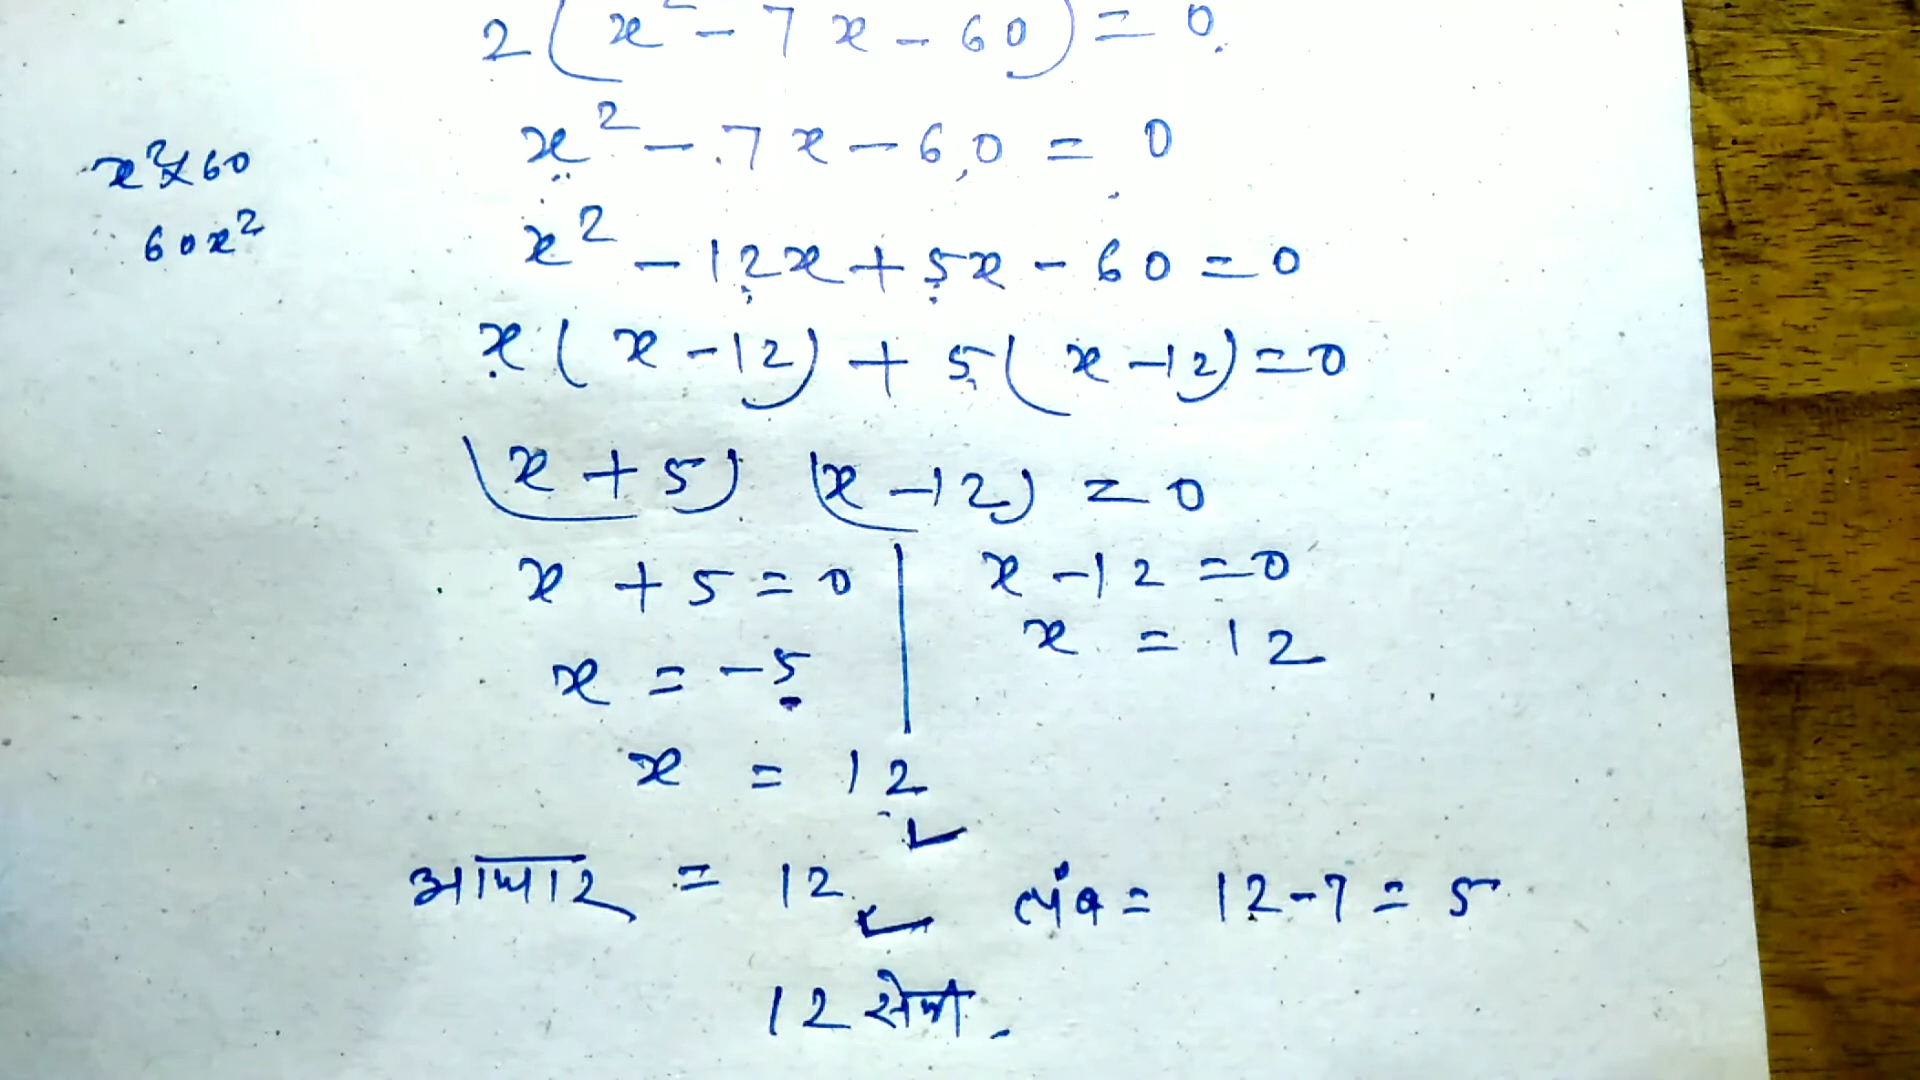 2(x² - 7x - 60) = 0
x² - 7x - 60 = 0
x² × 60
60x²
x² - 12x + 5x - 60 = 0
x(x - 12) + 5(x - 12) = 0
(x + 5) (x - 12) = 0
x + 5 = 0 | x - 12 = 0
x = -5 | x = 12
x = 12 ✓
आधार = 12 ✓ लंब = 12 - 7 = 5
12 सेमी.